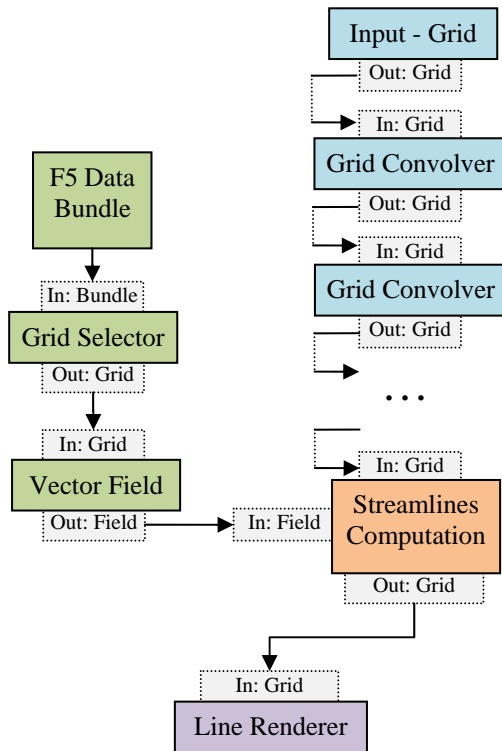 Input - Grid
Out: Grid
In: Grid
Grid Convolver
Out: Grid
In: Grid
Grid Convolver
Out: Grid
...
In: Grid
F5 Data
Bundle
In: Bundle
Grid Selector
Out: Grid
In: Grid
Vector Field
Out: Field
In: Field
Streamlines
Computation
Out: Grid
In: Grid
Line Renderer